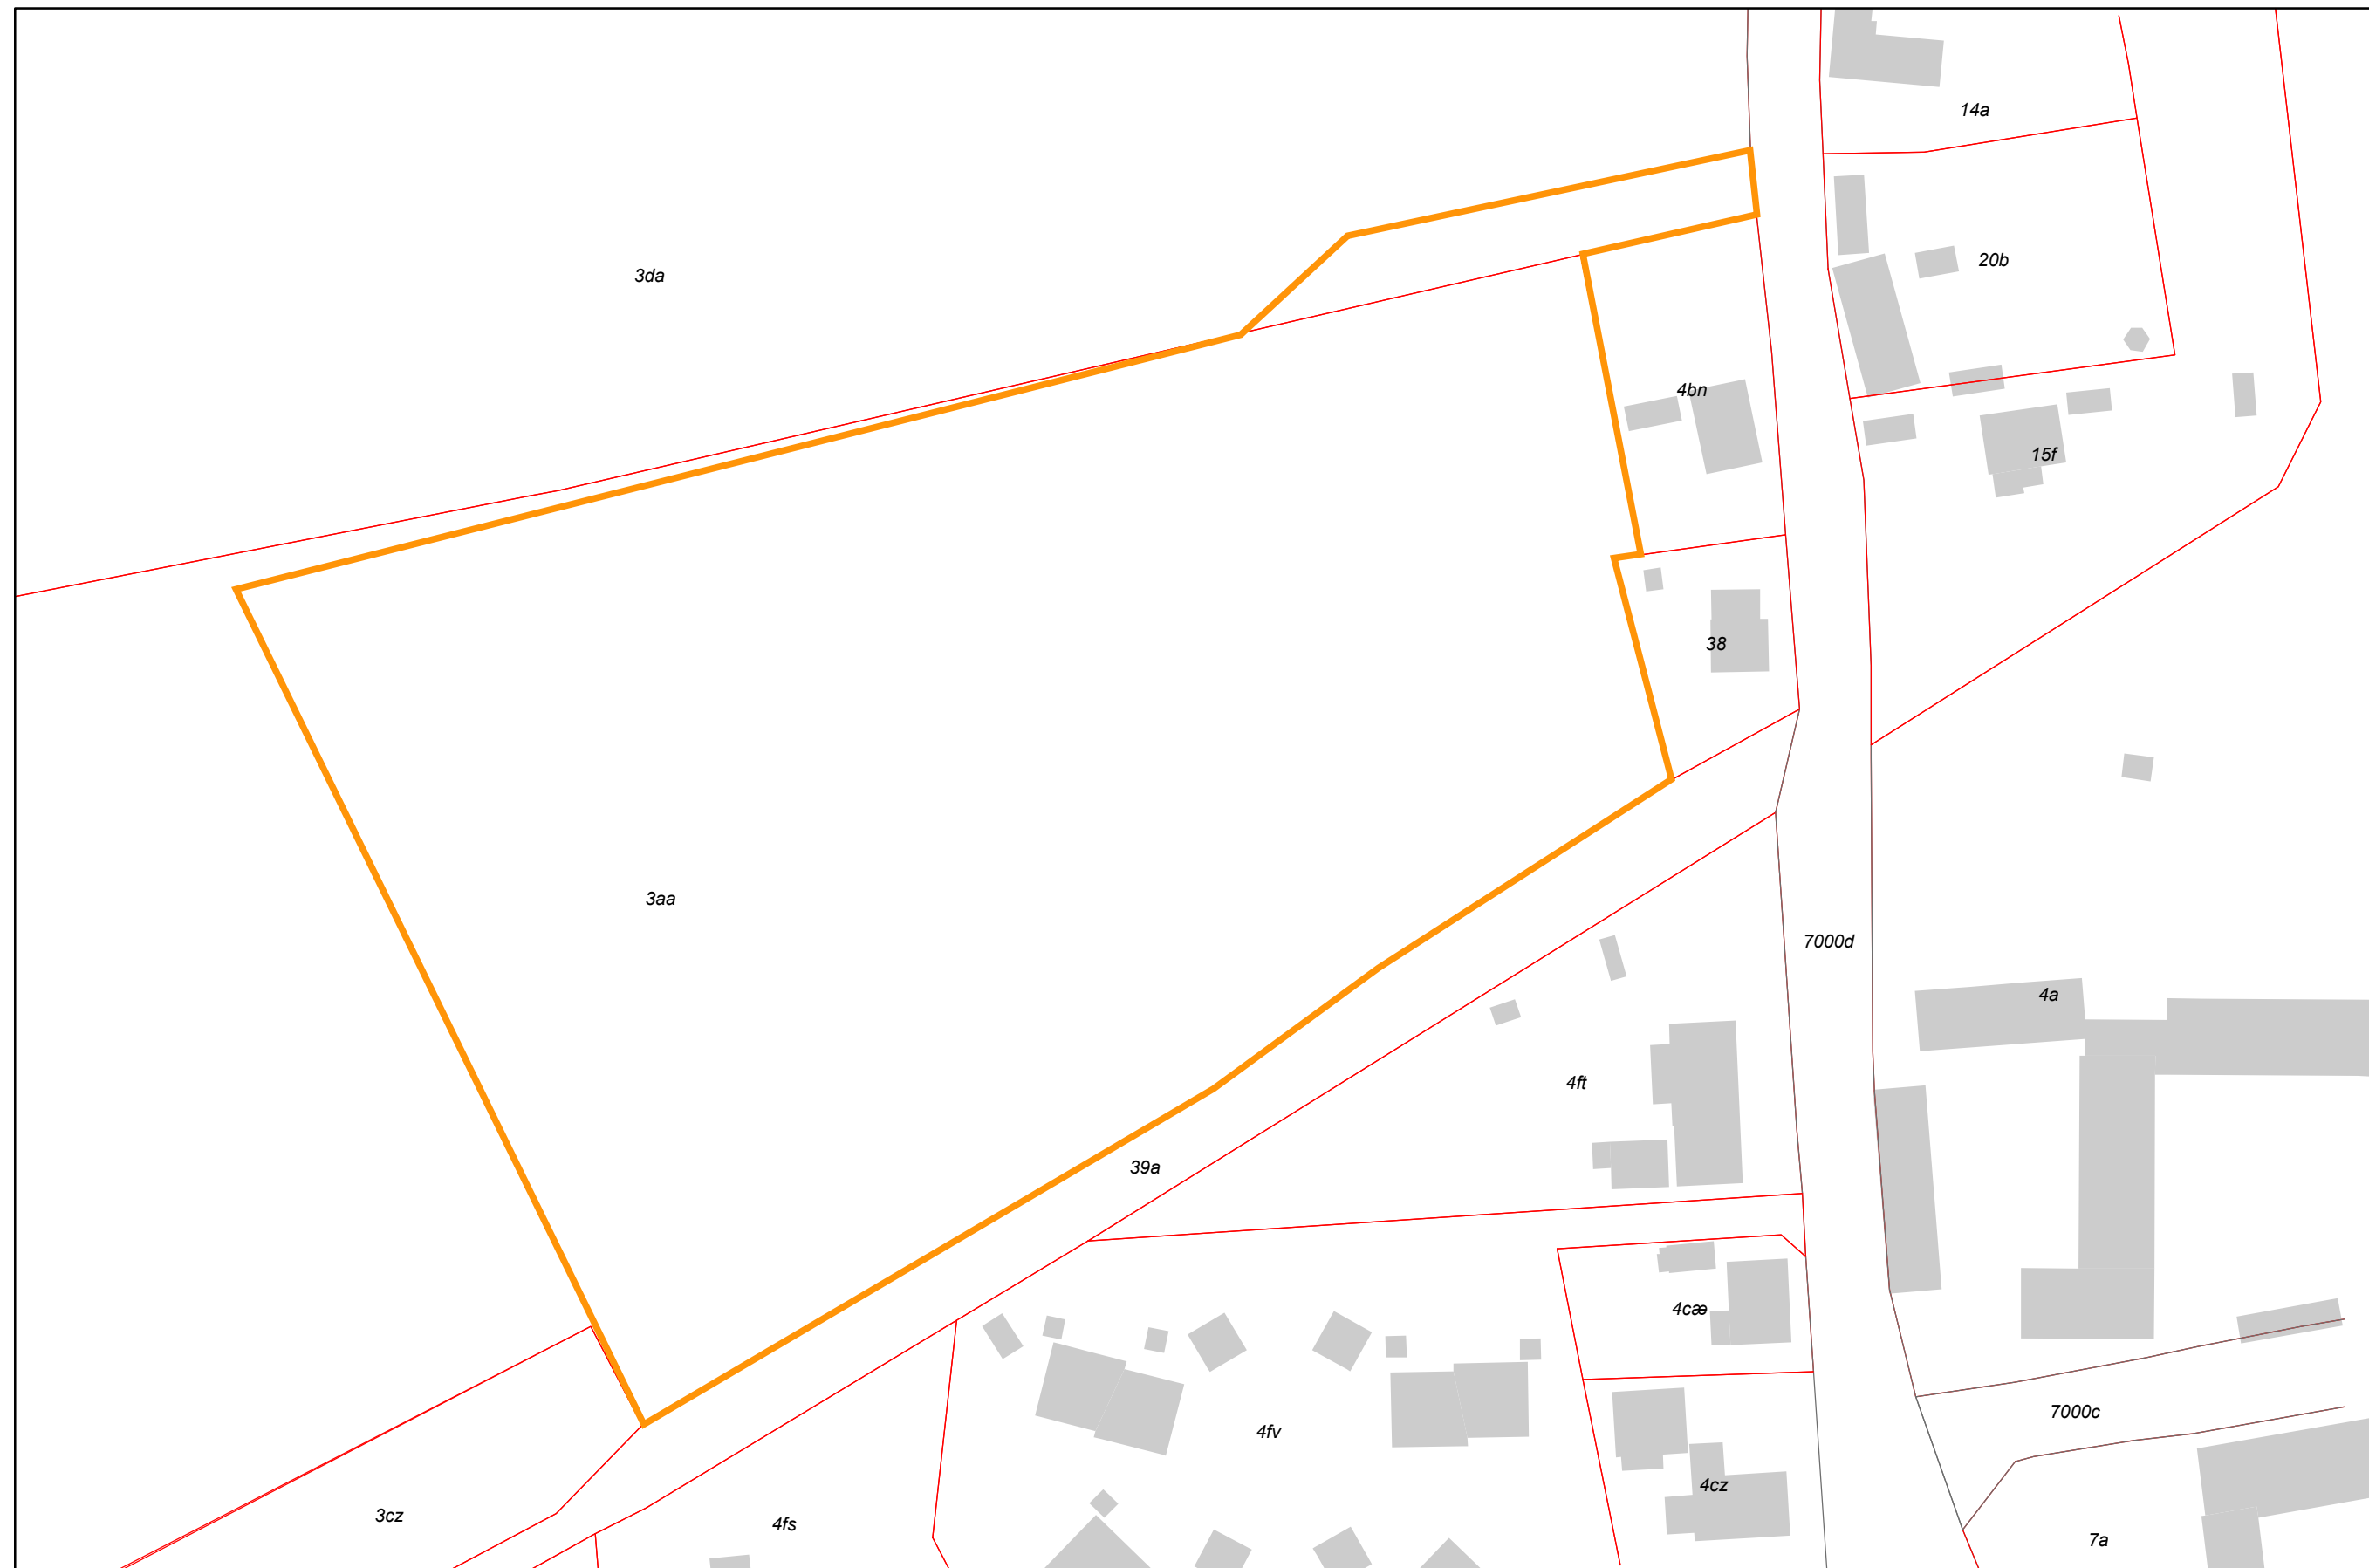 14a
20b
3da
4bn
15f
38
3aa
7000d
4a
4ft
39a
4cæ
7000c
4fv
4cz
3cz
4fs
7a